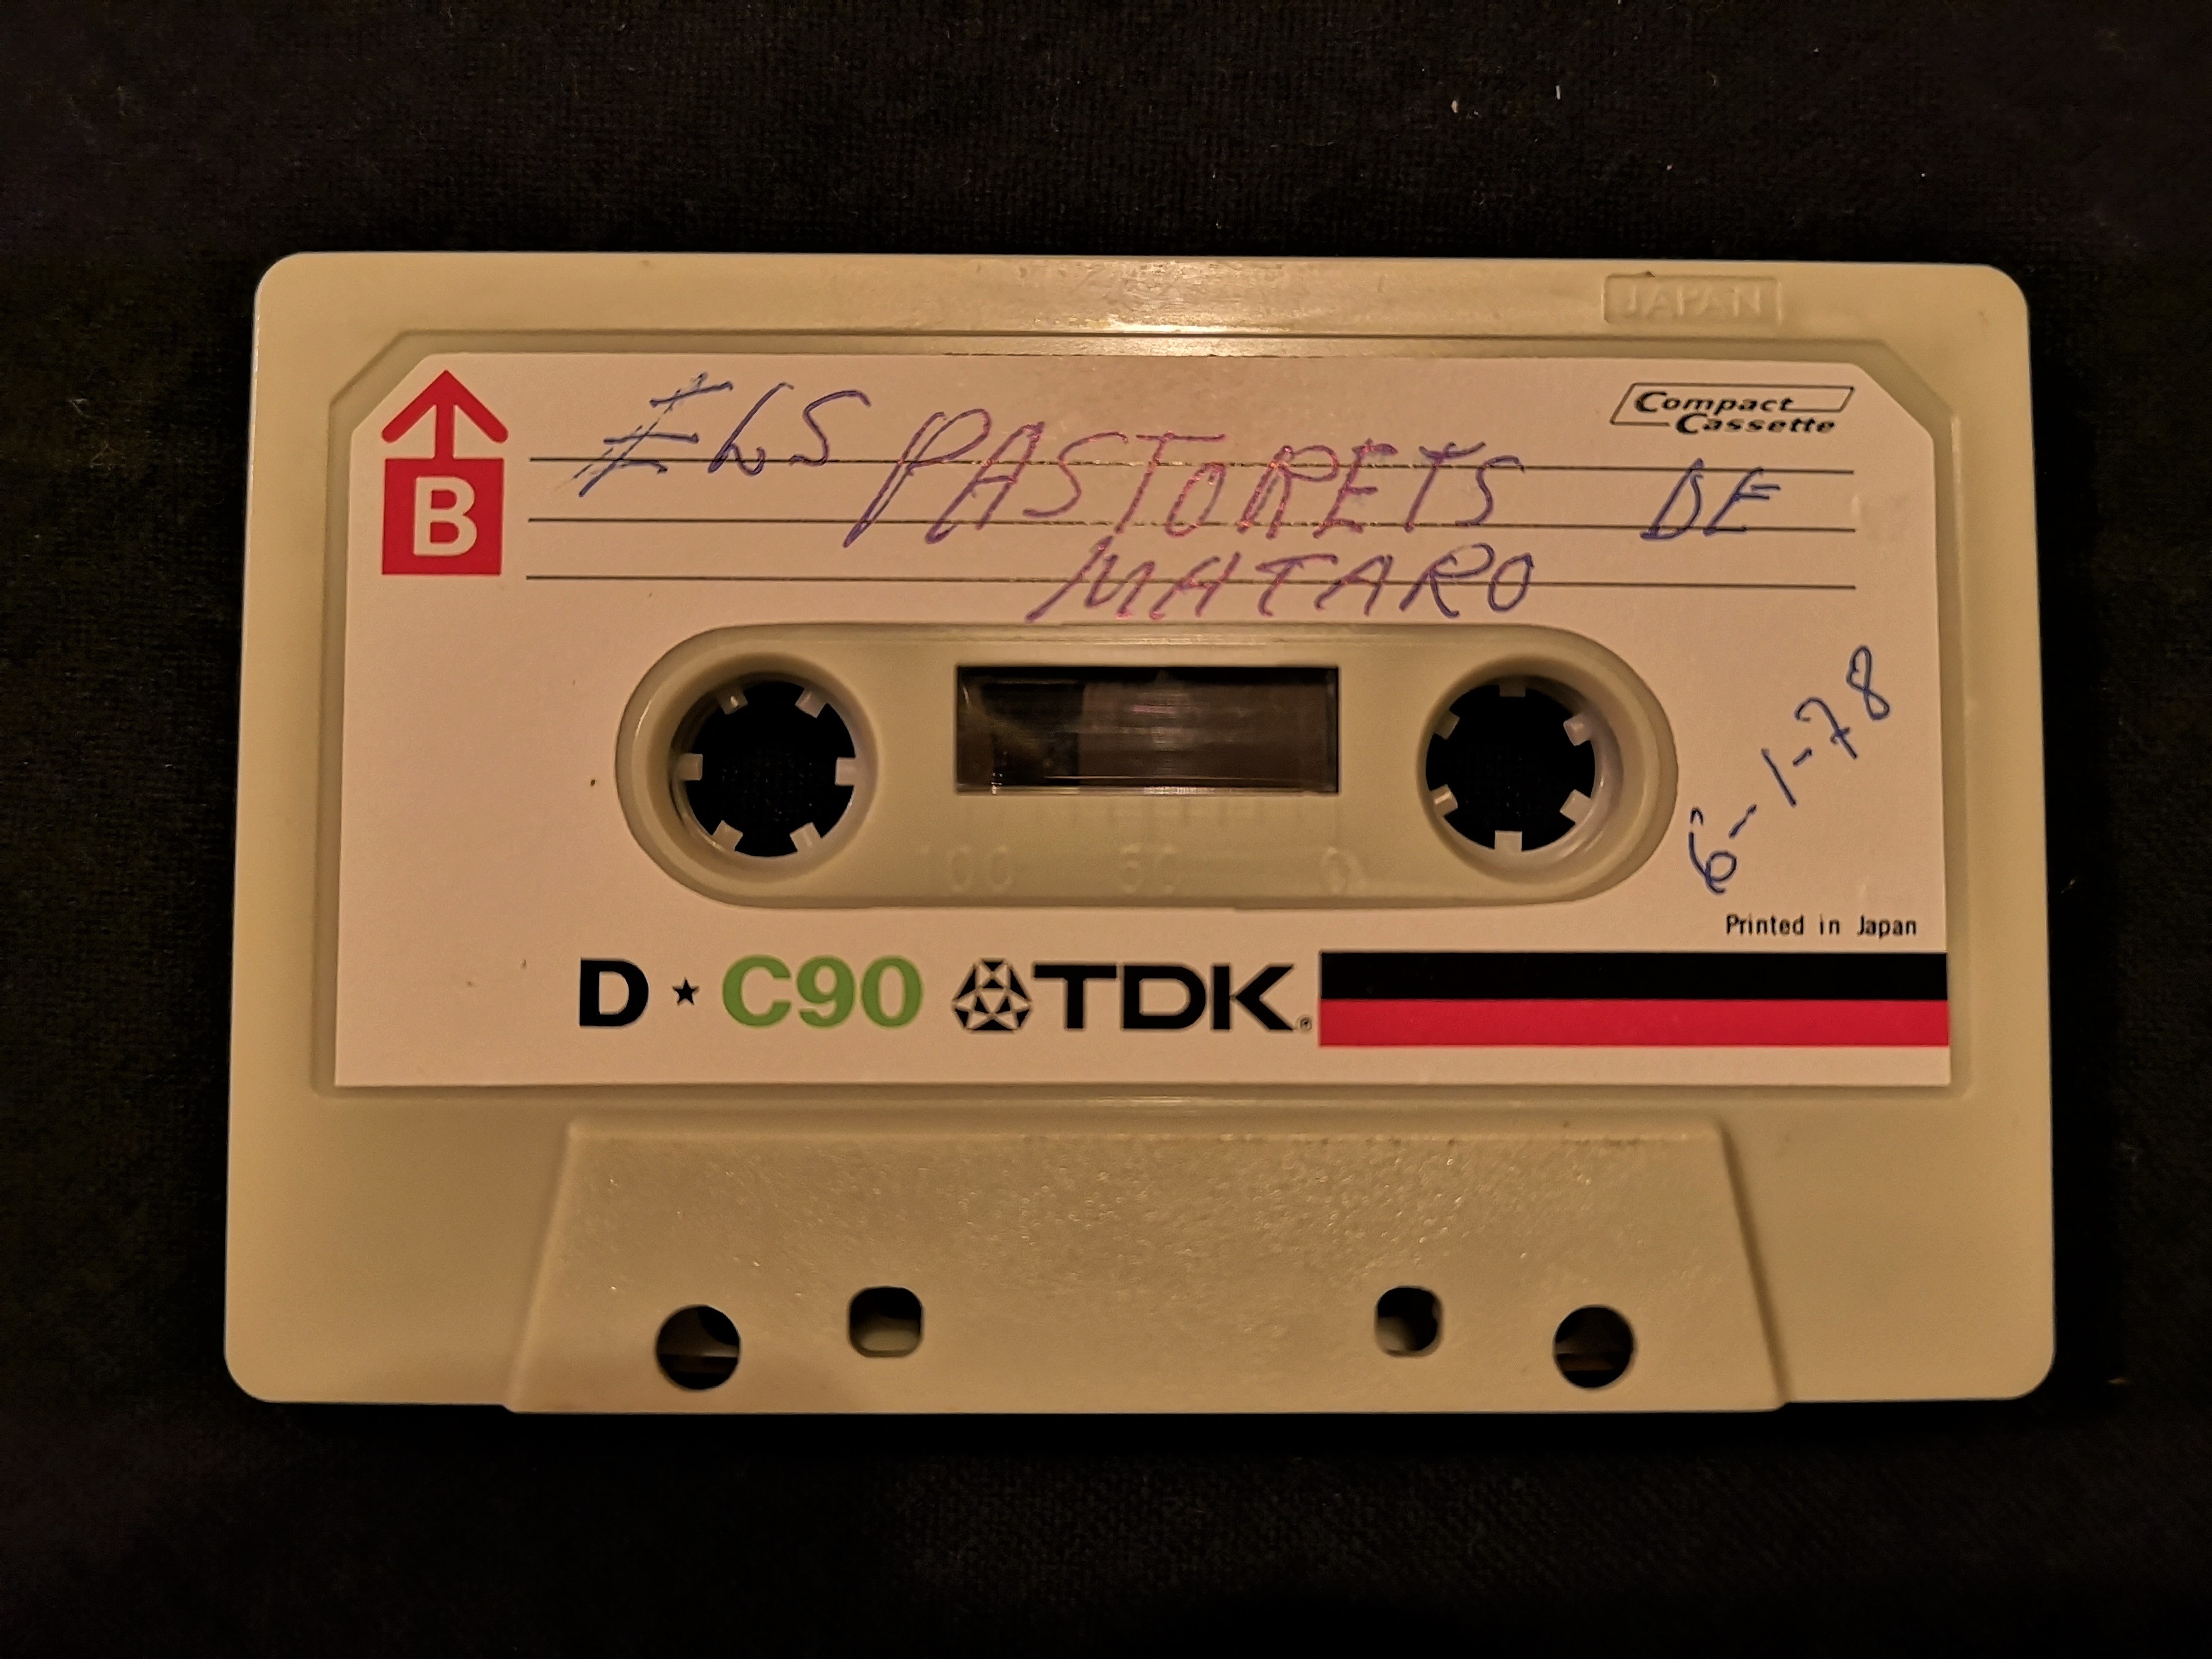 JAPAN
Compact
Cassette
B
ELS PASTORETS DE
MATARO
6-1-78
100 50 0
Printed in Japan
D★C90 TDK®